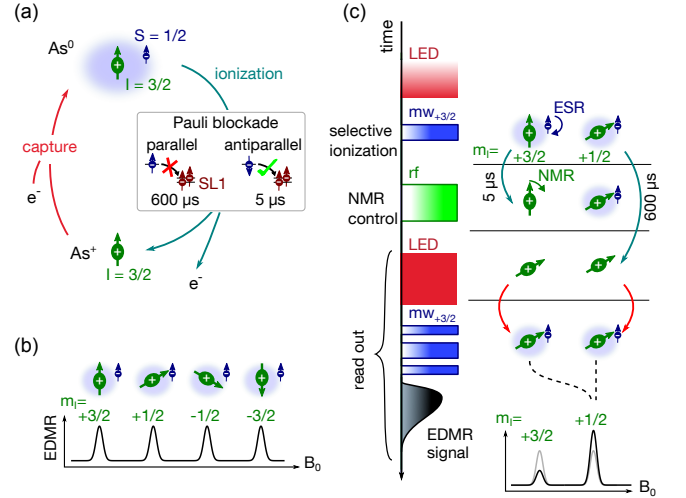 (a)
As⁰
S = 1/2
I = 3/2
ionization
Pauli blockade
parallel
antiparallel
SL1
600 µs
5 µs
capture
e⁻
As⁺
I = 3/2
e⁻
(b)
mI=
+3/2
+1/2
-1/2
-3/2
EDMR
B₀
(c)
time
LED
selective
ionization
mw+3/2
ESR
mI=
+3/2
+1/2
5 µs
600 µs
rf
NMR
control
NMR
LED
read out
mw+3/2
EDMR
signal
mI=
+3/2
+1/2
B₀